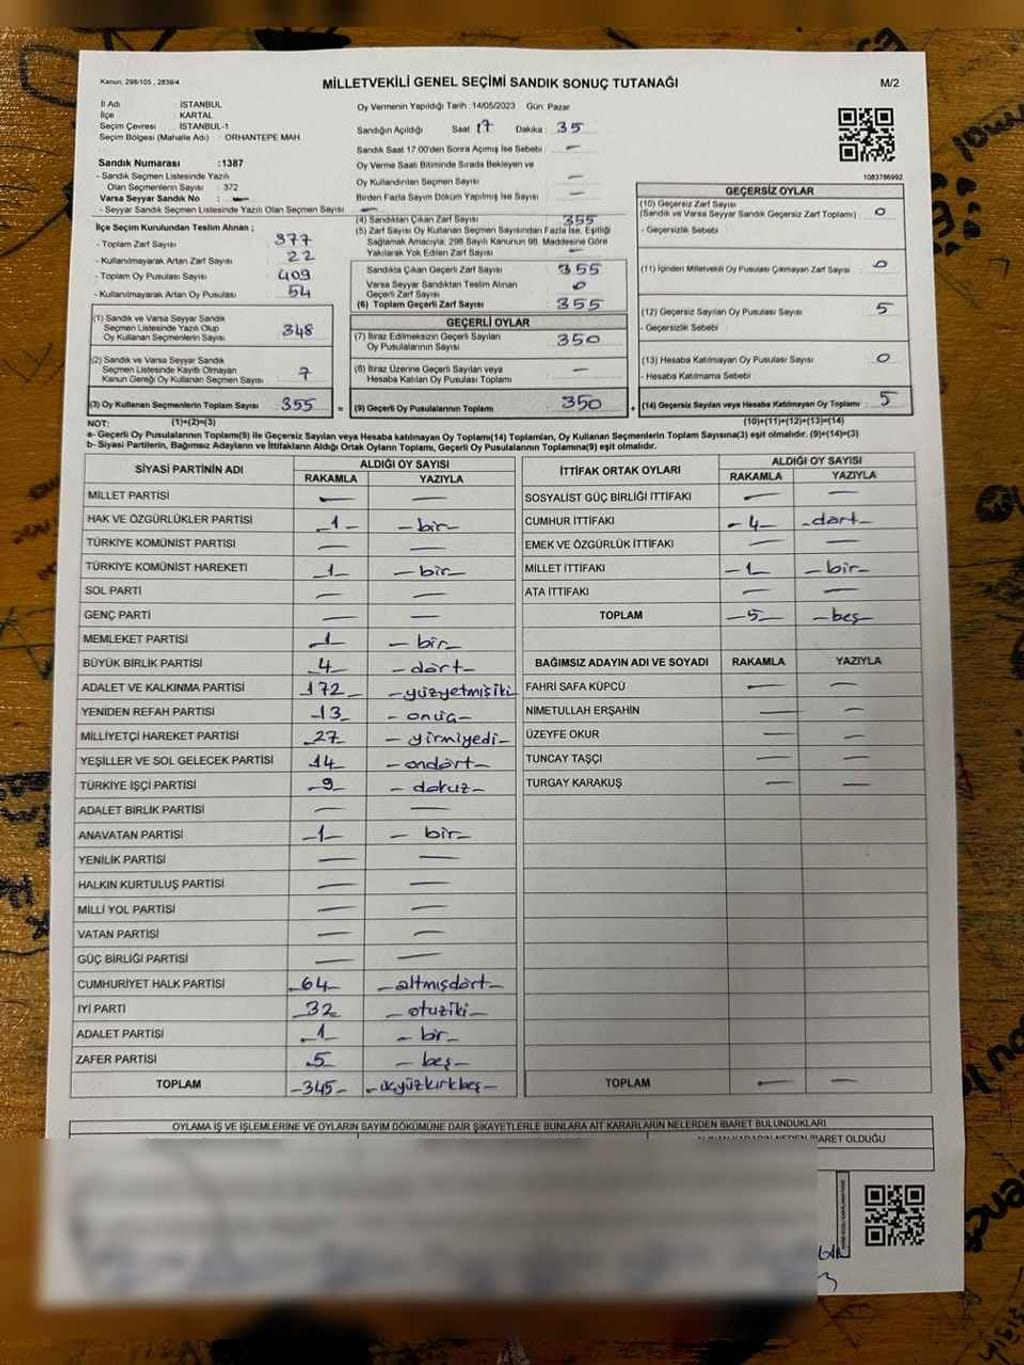 Kanun, 298/105 , 2839/4
MİLLETVEKİLİ GENEL SEÇİMİ SANDIK SONUÇ TUTANAĞI
M/2
İl Adı : İSTANBUL
İlçe : KARTAL
Seçim Çevresi : İSTANBUL-1
Seçim Bölgesi (Mahalle Adı) : ORHANTEPE MAH.
Sandık Numarası :1387
- Sandık Seçmen Listesinde Yazılı
Olan Seçmenlerin Sayısı : 372
Varsa Seyyar Sandık No : —
- Seyyar Sandık Seçmen Listesinde Yazılı Olan Seçmen Sayısı : —
İlçe Seçim Kurulundan Teslim Alınan ;
- Toplam Zarf Sayısı 377
- Kullanılmayarak Artan Zarf Sayısı 22
- Toplam Oy Pusulası Sayısı 409
- Kullanılmayarak Artan Oy Pusulası 54
(1) Sandık ve Varsa Seyyar Sandık
Seçmen Listesinde Yazılı Olup
Oy Kullanan Seçmenlerin Sayısı 348
(2) Sandık ve Varsa Seyyar Sandık
Seçmen Listesinde Kayıtlı Olmayan
Kanun Gereği Oy Kullanan Seçmen Sayısı 7
(3) Oy Kullanan Seçmenlerin Toplam Sayısı 355
Oy Vermenin Yapıldığı Tarih : 14/05/2023 Gün: Pazar
Sandığın Açıldığı Saat : 17 Dakika : 35
Sandık Saat 17.00'den Sonra Açılmış İse Sebebi : —
Oy Verme Saati Bitiminde Sırada Bekleyen ve
Oy Kullandırılan Seçmen Sayısı : —
Birden Fazla Sayım Döküm Yapılmış İse Sayısı : —
(4) Sandıktan Çıkan Zarf Sayısı 355
(5) Zarf Sayısı Oy Kullanan Seçmen Sayısından Fazla İse, Eşitliği
Sağlamak Amacıyla, 298 Sayılı Kanunun 98. Maddesine Göre
Yakılarak Yok Edilen Zarf Sayısı —
Sandıkta Çıkan Geçerli Zarf Sayısı 355
Varsa Seyyar Sandıktan Teslim Alınan
Geçerli Zarf Sayısı 0
(6) Toplam Geçerli Zarf Sayısı 355
GEÇERLİ OYLAR
(7) İtiraz Edilmeksizin Geçerli Sayılan
Oy Pusulalarının Sayısı 350
(8) İtiraz Üzerine Geçerli Sayılan veya
Hesaba Katılan Oy Pusulası Toplamı —
= (9) Geçerli Oy Pusulalarının Toplamı 350
1083786992
GEÇERSİZ OYLAR
(10) Geçersiz Zarf Sayısı
(Sandık ve Varsa Seyyar Sandık Geçersiz Zarf Toplamı) 0
- Geçersizlik Sebebi
(11) İçinden Milletvekili Oy Pusulası Çıkmayan Zarf Sayısı 0
(12) Geçersiz Sayılan Oy Pusulası Sayısı 5
- Geçersizlik Sebebi
(13) Hesaba Katılmayan Oy Pusulası Sayısı 0
- Hesaba Katılmama Sebebi
+ (14) Geçersiz Sayılan veya Hesaba Katılmayan Oy Toplamı 5
NOT: (1)+(2)=(3) (10)+(11)+(12)+(13)=(14)
a- Geçerli Oy Pusulalarının Toplamı(9) ile Geçersiz Sayılan veya Hesaba katılmayan Oy Toplamı(14) Toplamları, Oy Kullanan Seçmenlerin Toplam Sayısına(3) eşit olmalıdır. (9)+(14)=(3)
b- Siyasi Partilerin, Bağımsız Adayların ve İttifakların Aldığı Ortak Oyların Toplamı, Geçerli Oy Pusulalarının Toplamına(9) eşit olmalıdır.
SİYASİ PARTİNİN ADI ALDIĞI OY SAYISI
RAKAMLA YAZIYLA
MİLLET PARTİSİ — —
HAK VE ÖZGÜRLÜKLER PARTİSİ -1- -bir-
TÜRKİYE KOMÜNİST PARTİSİ — —
TÜRKİYE KOMÜNİST HAREKETİ -1- -bir-
SOL PARTİ — —
GENÇ PARTİ — —
MEMLEKET PARTİSİ -1- -bir-
BÜYÜK BİRLİK PARTİSİ -4- -dört-
ADALET VE KALKINMA PARTİSİ -172- -yüzyetmişiki-
YENİDEN REFAH PARTİSİ -13- -onüç-
MİLLİYETÇİ HAREKET PARTİSİ -27- -yirmiyedi-
YEŞİLLER VE SOL GELECEK PARTİSİ -14- -ondört-
TÜRKİYE İŞÇİ PARTİSİ -9- -dokuz-
ADALET BİRLİK PARTİSİ — —
ANAVATAN PARTİSİ -1- -bir-
YENİLİK PARTİSİ — —
HALKIN KURTULUŞ PARTİSİ — —
MİLLİ YOL PARTİSİ — —
VATAN PARTİSİ — —
GÜÇ BİRLİĞİ PARTİSİ — —
CUMHURİYET HALK PARTİSİ -64- -altmışdört-
İYİ PARTİ -32- -otuziki-
ADALET PARTİSİ -1- -bir-
ZAFER PARTİSİ -5- -beş-
TOPLAM -345- -üçyüzkırkbeş-
İTTİFAK ORTAK OYLARI ALDIĞI OY SAYISI
RAKAMLA YAZIYLA
SOSYALİST GÜÇ BİRLİĞİ İTTİFAKI — —
CUMHUR İTTİFAKI -4- -dört-
EMEK VE ÖZGÜRLÜK İTTİFAKI — —
MİLLET İTTİFAKI -1- -bir-
ATA İTTİFAKI — —
TOPLAM -5- -beş-
BAĞIMSIZ ADAYIN ADI VE SOYADI RAKAMLA YAZIYLA
FAHRİ SAFA KÜPCÜ — —
NİMETULLAH ERŞAHİN — —
ÜZEYFE OKUR — —
TUNCAY TAŞÇI — —
TURGAY KARAKUŞ — —
TOPLAM — —
OYLAMA İŞ VE İŞLEMLERİNE VE OYLARIN SAYIM DÖKÜMÜNE DAİR ŞİKAYETLERLE BUNLARA AİT KARARLARIN NELERDEN İBARET BULUNDUKLARI
ALINAN KARARIN NEDEN İBARET OLDUĞU